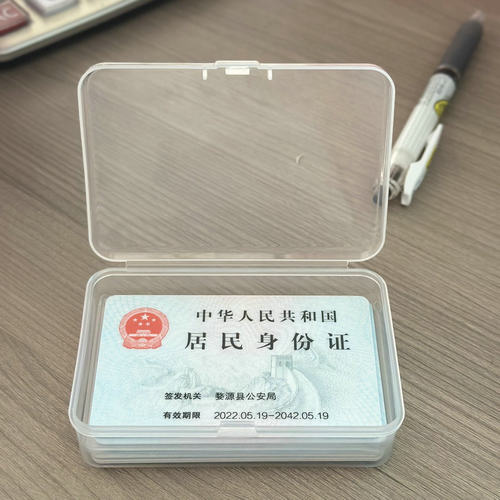 中华人民共和国
居民身份证
签发机关 婺源县公安局
有效期限 2022.05.19-2042.05.19